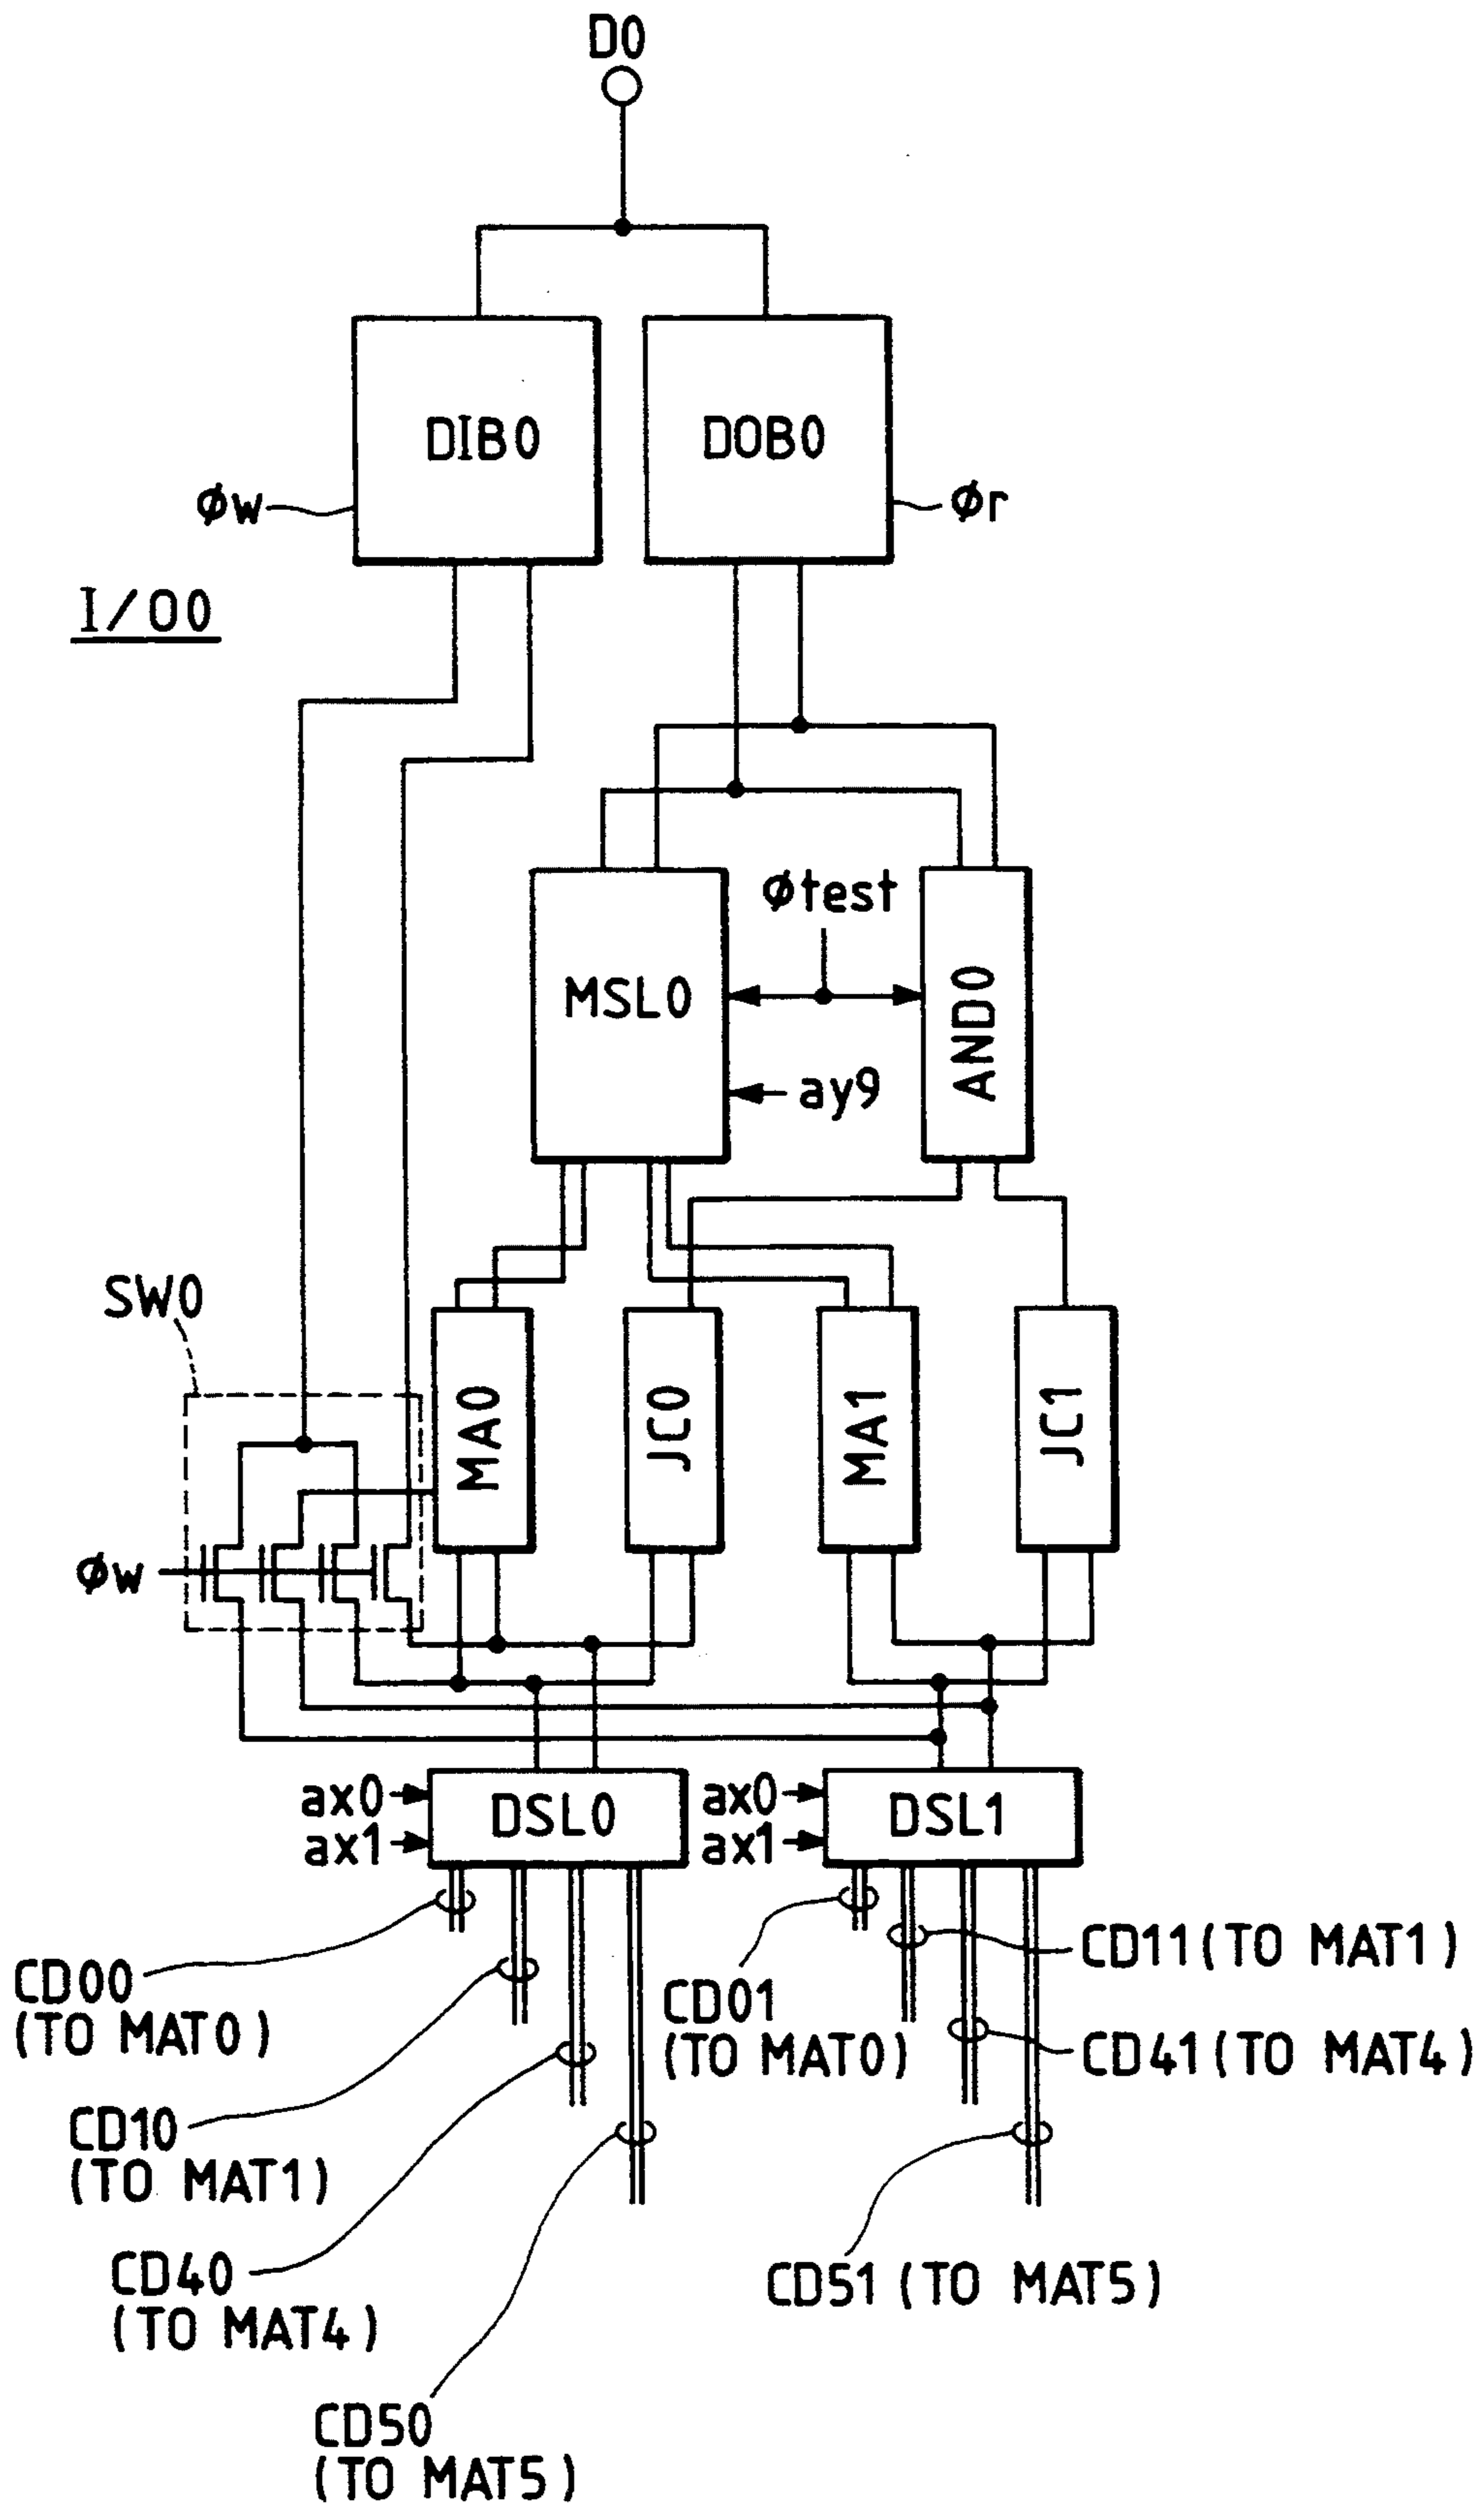 D0
DIB0
DOB0
φw
φr
I/O0
φtest
MSL0
AND0
ay9
SW0
MA0
JC0
MA1
JC1
φw
ax0
DSL0
ax0
DSL1
ax1
ax1
CD00
(TO MAT0)
CD01
(TO MAT0)
CD11 (TO MAT1)
CD41 (TO MAT4)
CD10
(TO MAT1)
CD40
(TO MAT4)
CD51 (TO MAT5)
CD50
(TO MAT5)